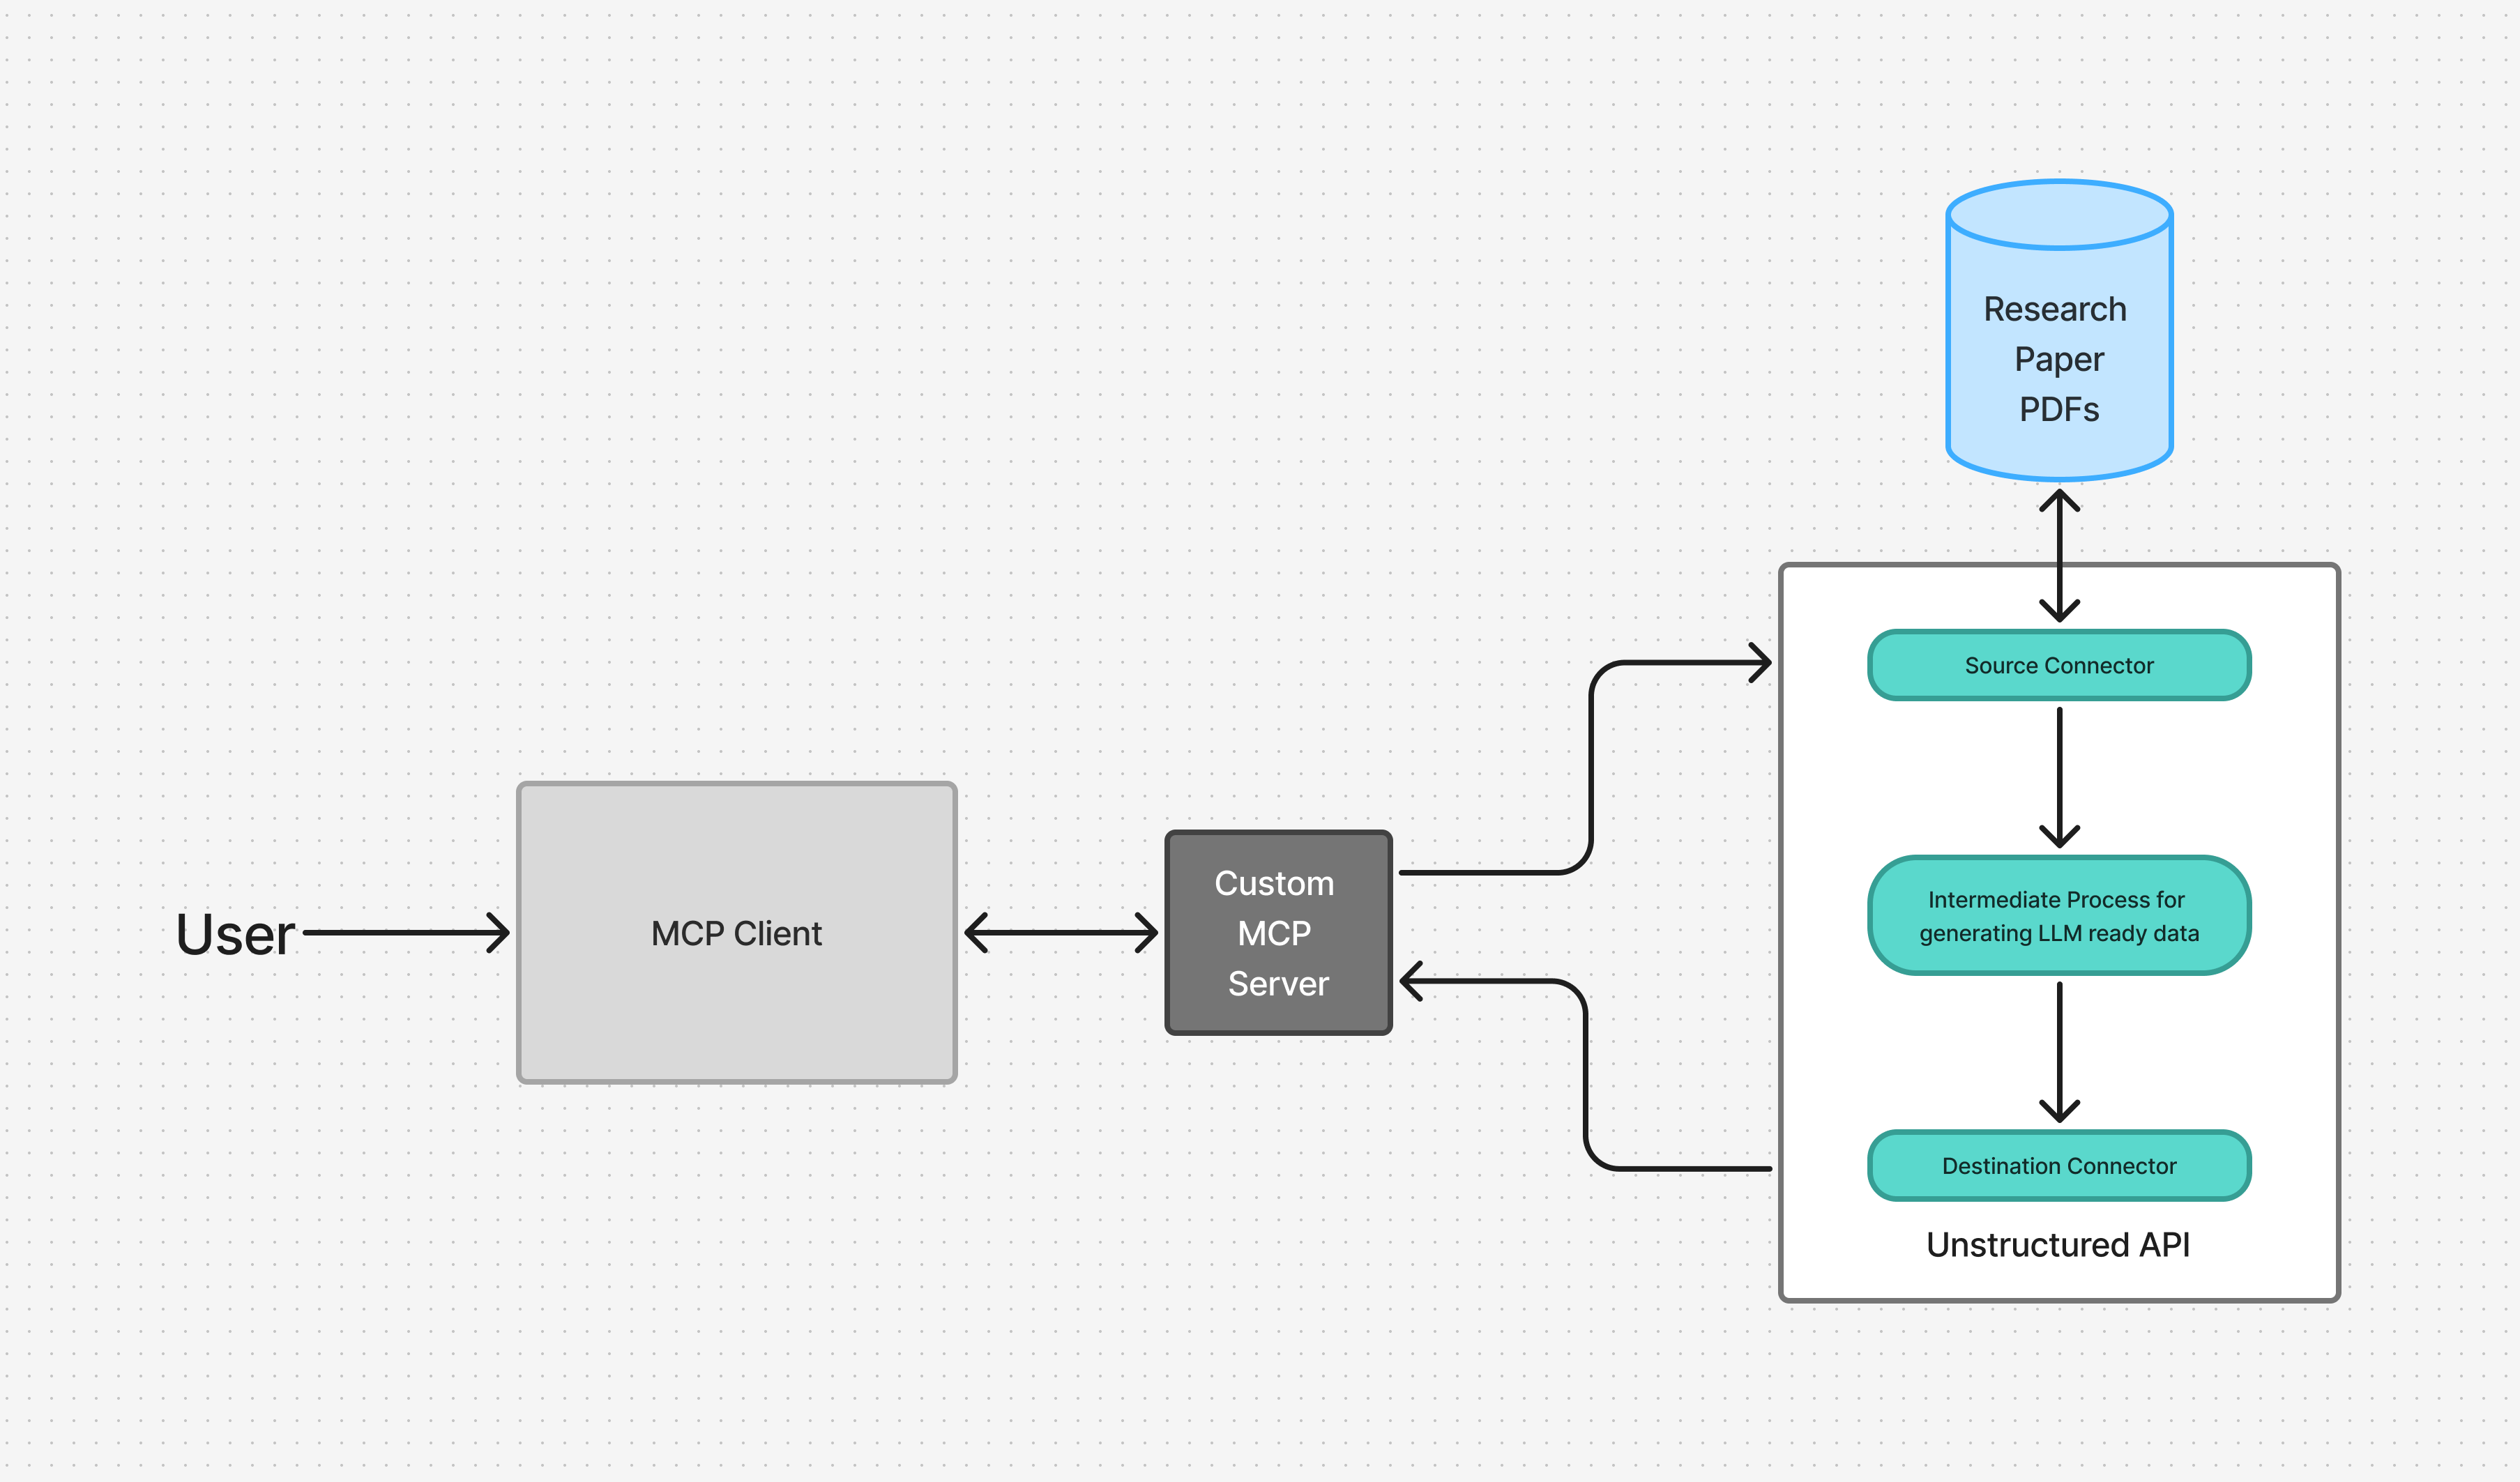 Research
Paper
PDFs
Source Connector
User
MCP Client
Custom
MCP
Server
Intermediate Process for
generating LLM ready data
Destination Connector
Unstructured API